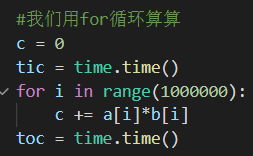 #我们用for循环算算
c = 0
tic = time.time()
for i in range(1000000):
    c += a[i]*b[i]
toc = time.time()